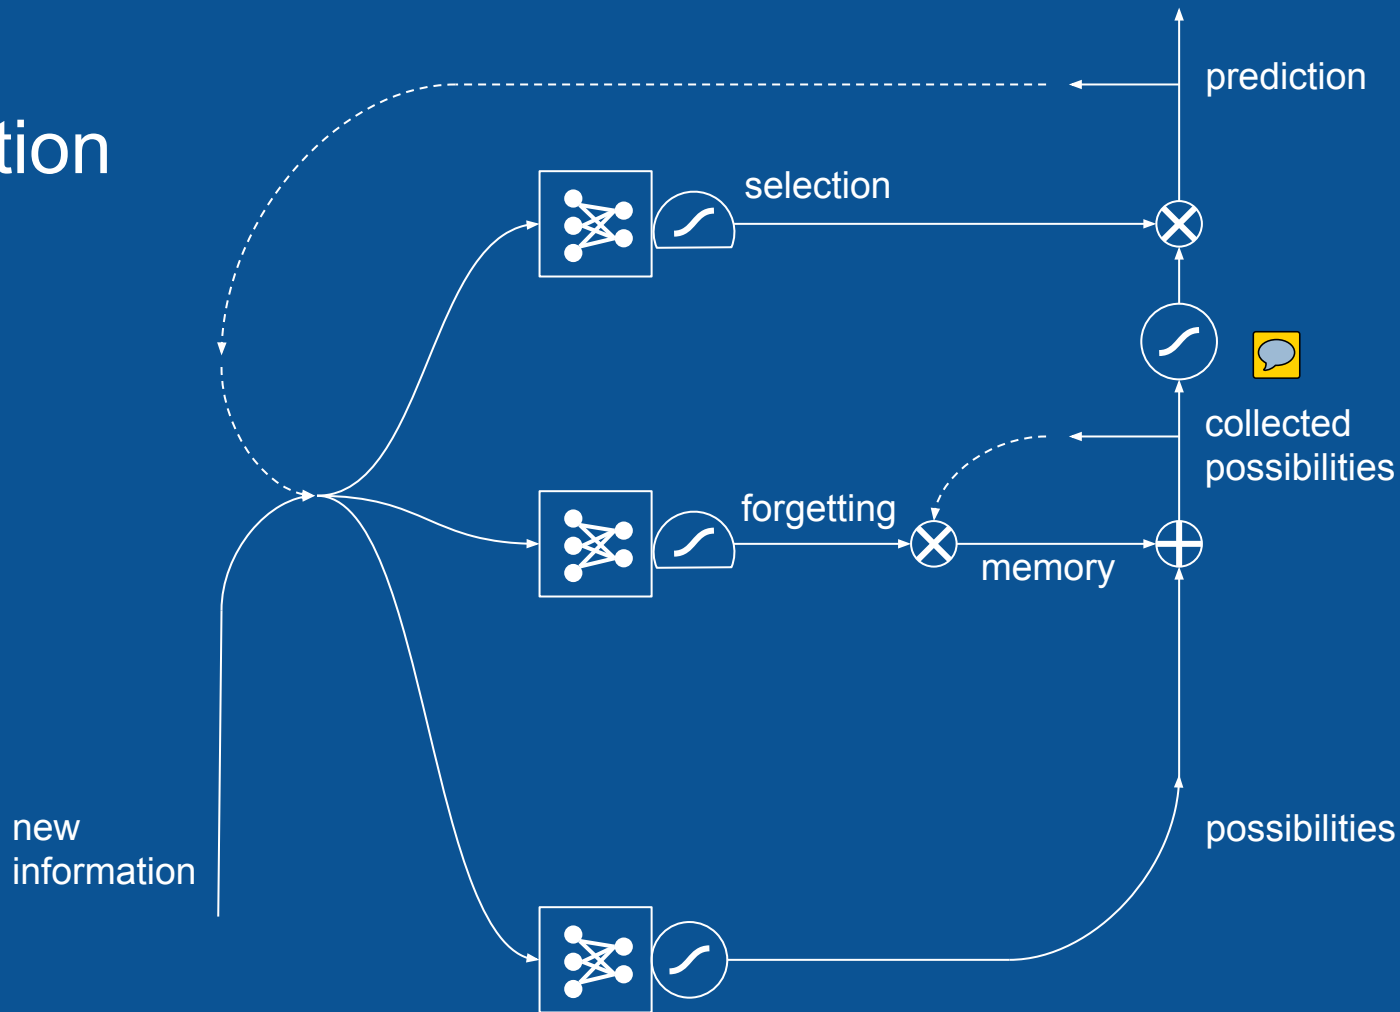 prediction
tion
selection
collected
possibilities
forgetting
memory
new
information
possibilities